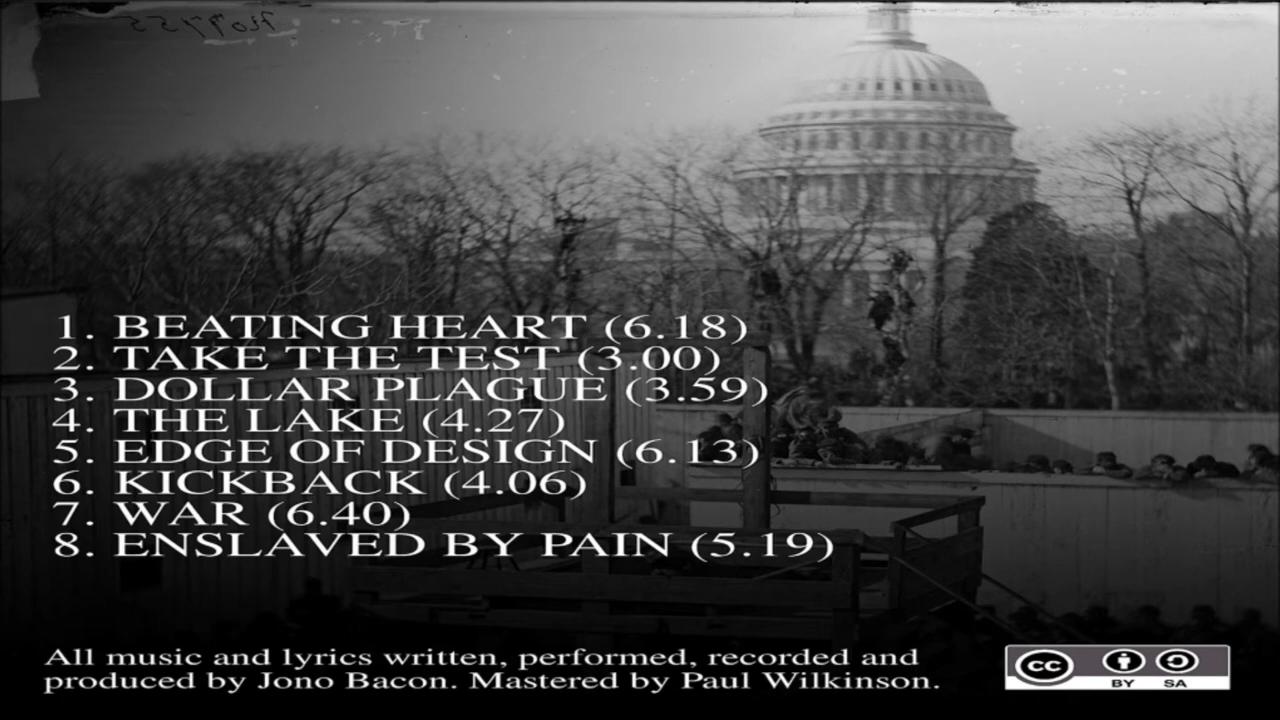 1. BEATING HEART (6.18)
2. TAKE THE TEST (3.00)
3. DOLLAR PLAGUE (3.59)
4. THE LAKE (4.27)
5. EDGE OF DESIGN (6.13)
6. KICKBACK (4.06)
7. WAR (6.40)
8. ENSLAVED BY PAIN (5.19)
All music and lyrics written, performed, recorded and
produced by Jono Bacon. Mastered by Paul Wilkinson.
CC
BY SA